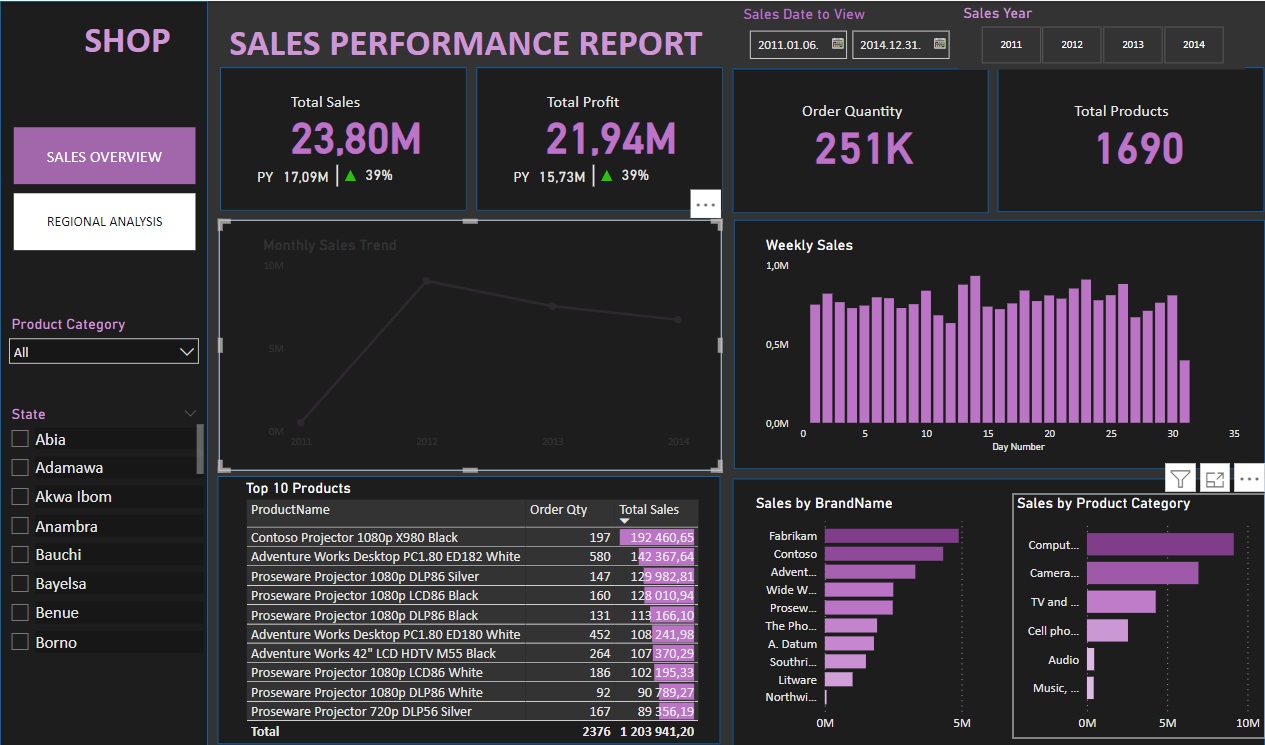 SHOP
SALES PERFORMANCE REPORT
Sales Date to View
2011.01.06.
2014.12.31.
Sales Year
2011
2012
2013
2014
SALES OVERVIEW
REGIONAL ANALYSIS
Product Category
All
State
Abia
Adamawa
Akwa Ibom
Anambra
Bauchi
Bayelsa
Benue
Borno
Total Sales
23,80M
PY 17,09M 39%
Total Profit
21,94M
PY 15,73M 39%
Order Quantity
251K
Total Products
1690
Monthly Sales Trend
10M
5M
0M
2011 2012 2013 2014
Weekly Sales
1,0M
0,5M
0,0M
0 5 10 15 20 25 30 35
Day Number
Top 10 Products
ProductName Order Qty Total Sales
Contoso Projector 1080p X980 Black 197 192 460,65
Adventure Works Desktop PC1.80 ED182 White 580 142 367,64
Proseware Projector 1080p DLP86 Silver 147 129 982,81
Proseware Projector 1080p LCD86 Black 160 128 010,94
Proseware Projector 1080p DLP86 Black 131 113 166,10
Adventure Works Desktop PC1.80 ED180 White 452 108 241,98
Adventure Works 42" LCD HDTV M55 Black 264 107 370,29
Proseware Projector 1080p LCD86 White 186 102 195,33
Proseware Projector 1080p DLP86 White 92 90 789,27
Proseware Projector 720p DLP56 Silver 167 89 356,19
Total 2376 1 203 941,20
Sales by BrandName
Fabrikam
Contoso
Advent...
Wide W...
Prosew...
The Pho...
A. Datum
Southri...
Litware
Northwi...
0M 5M
Sales by Product Category
Comput...
Camera...
TV and ...
Cell pho...
Audio
Music, ...
0M 5M 10M